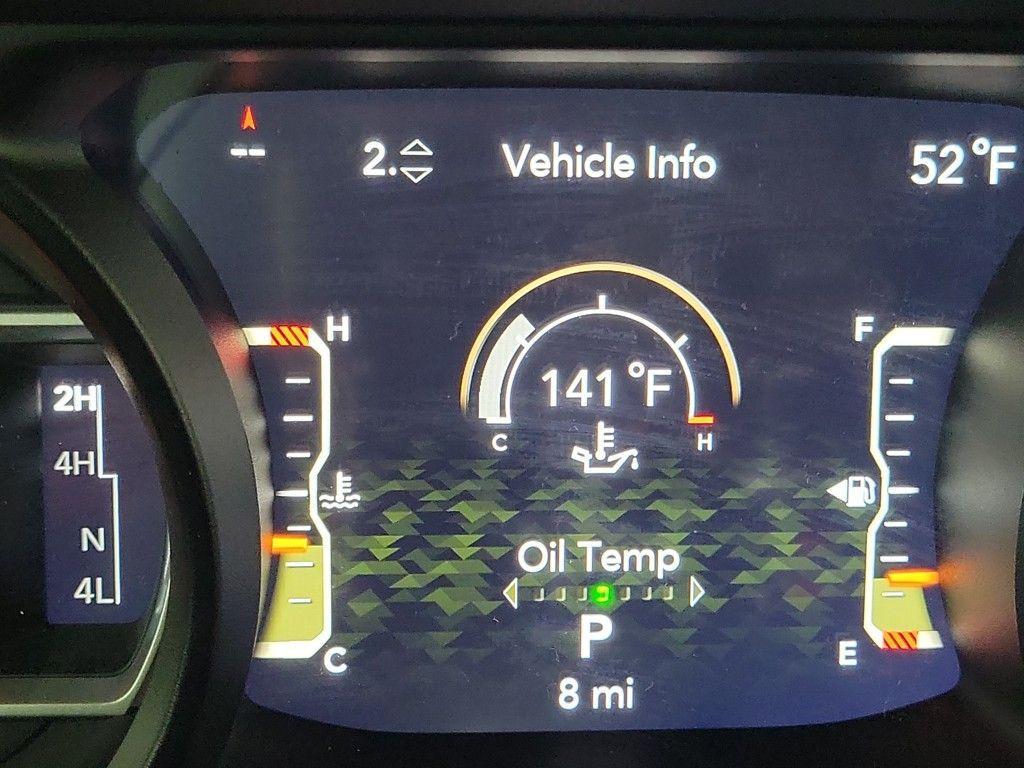 2. Vehicle Info 52°F
H F
2H
4H
N
4L
141 °F
C H
Oil Temp
P
C E
8 mi